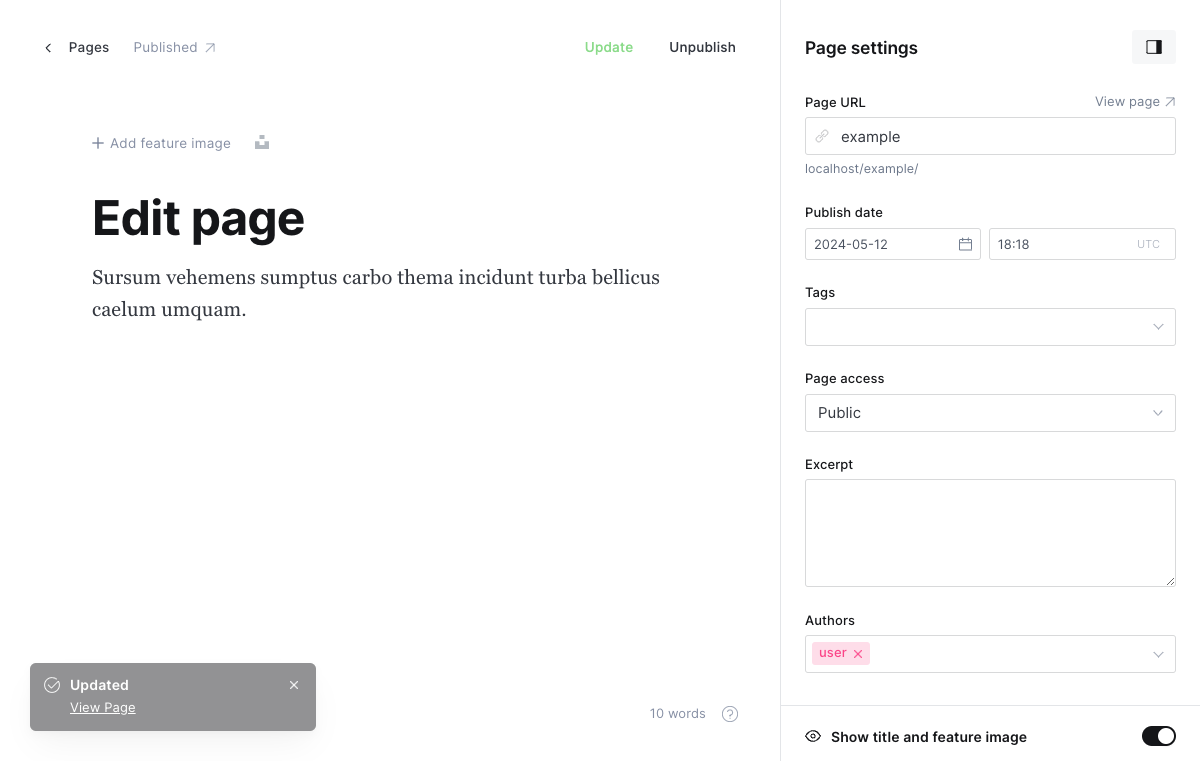 Pages
Published
Update
Unpublish
Add feature image
Edit page
Sursum vehemens sumptus carbo thema incidunt turba bellicus
caelum umquam.
Updated
View Page
10 words
?
Page settings
Page URL
View page
example
localhost/example/
Publish date
2024-05-12
18:18
UTC
Tags
Page access
Public
Excerpt
Authors
user
Show title and feature image